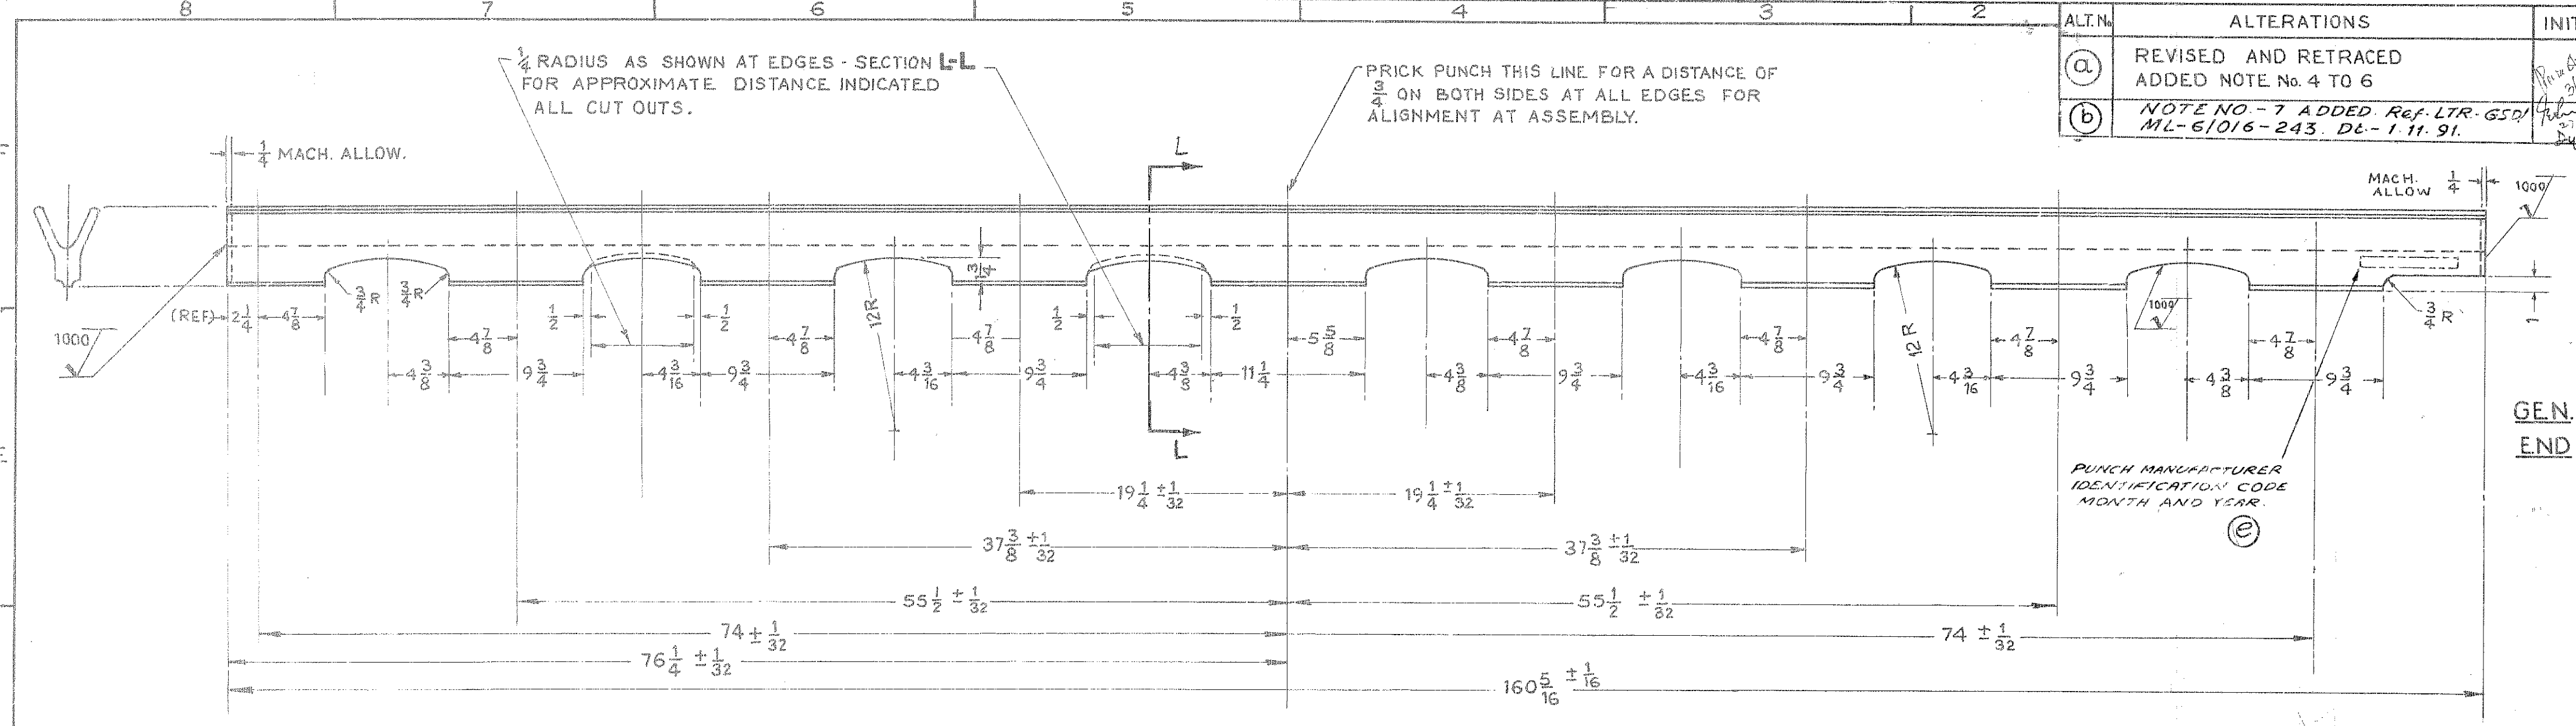 8 7 6 5 4 3 2
ALT. No ALTERATIONS INIT
a REVISED AND RETRACED
ADDED NOTE No. 4 TO 6
b NOTE NO.-7 ADDED. Ref. LTR. GSD/
ML-61016-243. Dt-1.11.91.
1/4 RADIUS AS SHOWN AT EDGES - SECTION L-L
FOR APPROXIMATE DISTANCE INDICATED
ALL CUT OUTS.
PRICK PUNCH THIS LINE FOR A DISTANCE OF
3/4 ON BOTH SIDES AT ALL EDGES FOR
ALIGNMENT AT ASSEMBLY.
1/4 MACH. ALLOW.
L
MACH. 1/4
ALLOW
1000
3/4 R 3/4 R 3/4 12R 12R 1000 3/4 R 1
(REF) 2 1/4 4 7/8 1/2 1/2 1/2 1/2
1000 4 7/8 4 7/8 4 7/8 5 5/8 4 7/8 4 7/8 4 7/8 4 7/8
4 3/8 9 3/4 4 3/16 9 3/4 4 3/16 9 3/4 4 3/8 11 1/4 4 3/8 9 3/4 4 3/16 9 3/4 4 3/16 9 3/4 4 3/8 9 3/4
L
GEN.
END
PUNCH MANUFACTURER
IDENTIFICATION CODE
MONTH AND YEAR.
e
19 1/4 ± 1/32 19 1/4 ± 1/32
37 3/8 ± 1/32 37 3/8 ± 1/32
55 1/2 ± 1/32 55 1/2 ± 1/32
74 ± 1/32 74 ± 1/32
76 1/4 ± 1/32
160 5/16 ± 1/16